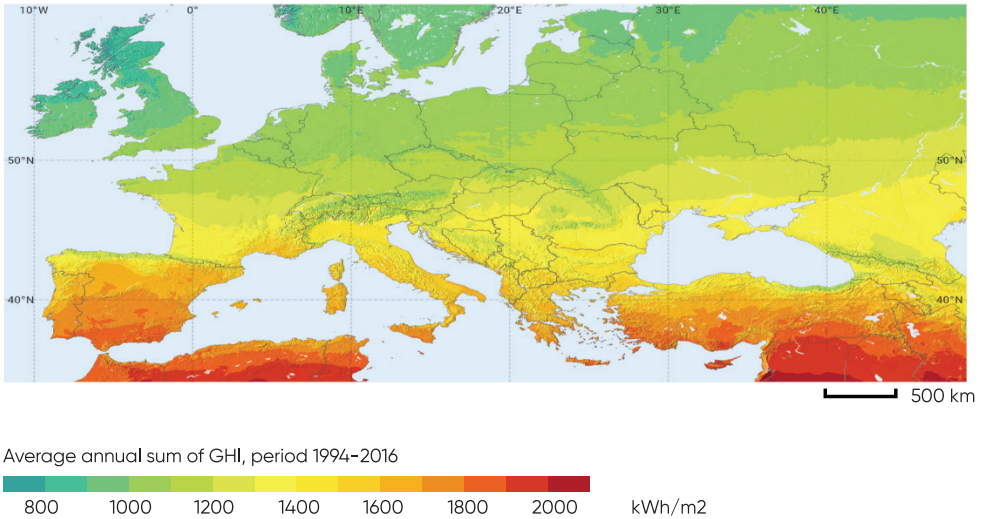 10°W 0° 10°E 20°E 30°E 40°E
50°N 50°N
40°N 40°N
500 km
Average annual sum of GHI, period 1994-2016
800 1000 1200 1400 1600 1800 2000 kWh/m2